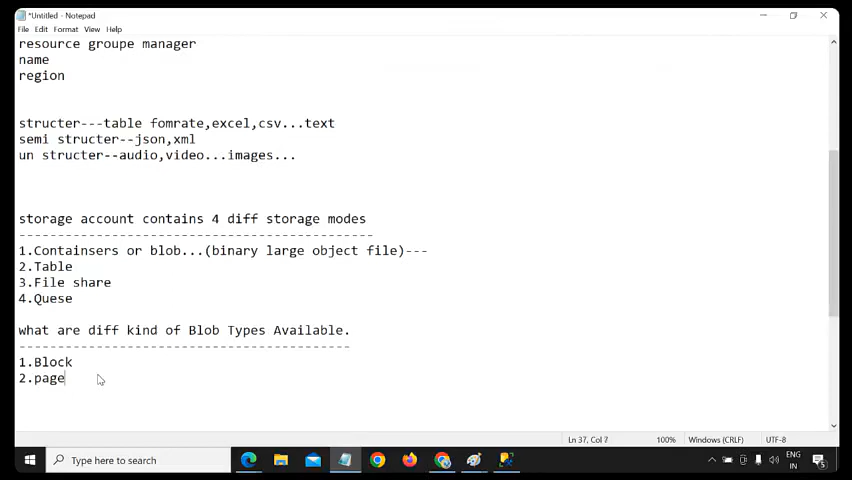 *Untitled - Notepad
File Edit Format View Help
resource groupe manager
name
region
structer---table fomrate,excel,csv...text
semi structer--json,xml
un structer--audio,video...images...
storage account contains 4 diff storage modes
----------------------------------------------
1.Containsers or blob...(binary large object file)---
2.Table
3.File share
4.Quese
what are diff kind of Blob Types Available.
-------------------------------------------
1.Block
2.page
Ln 37, Col 7 100% Windows (CRLF) UTF-8
Type here to search
ENG
IN
5